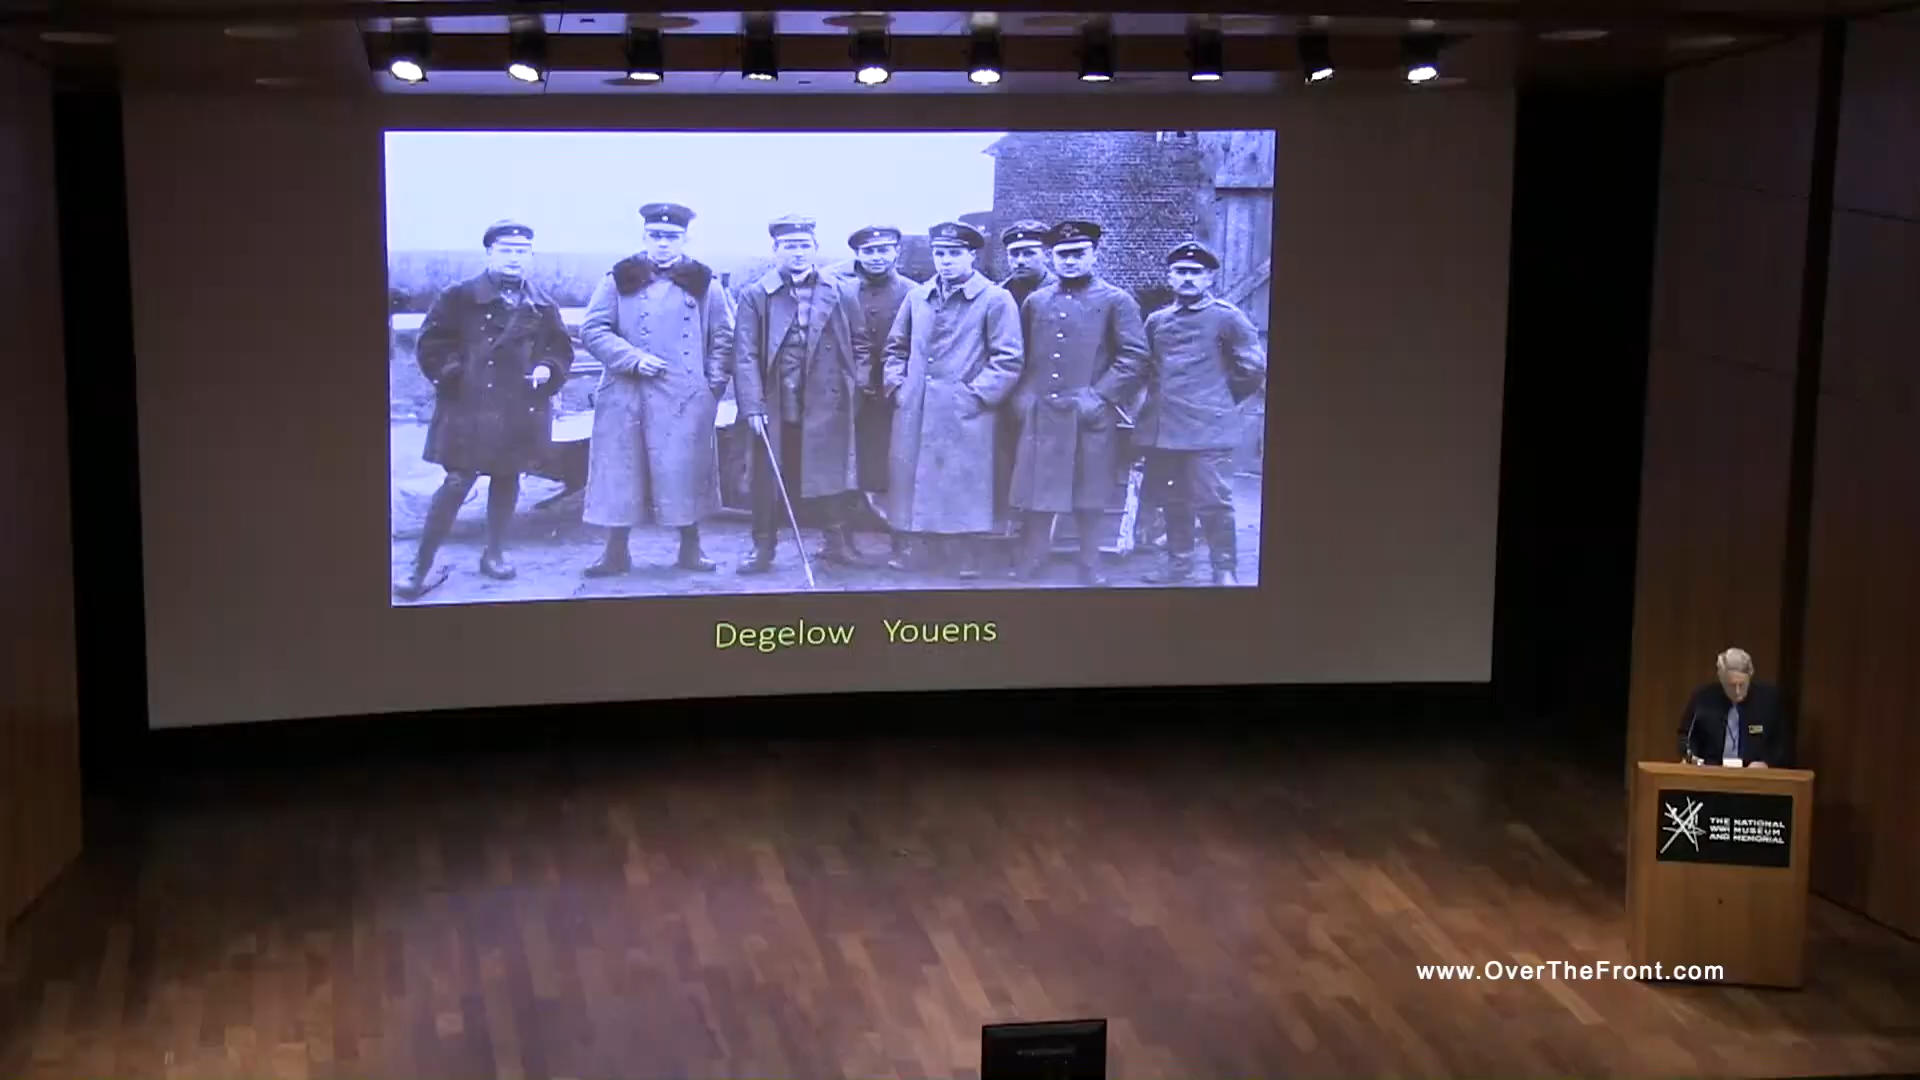 Degelow Youens
THE NATIONAL
WWI MUSEUM
AND MEMORIAL
www.OverTheFront.com